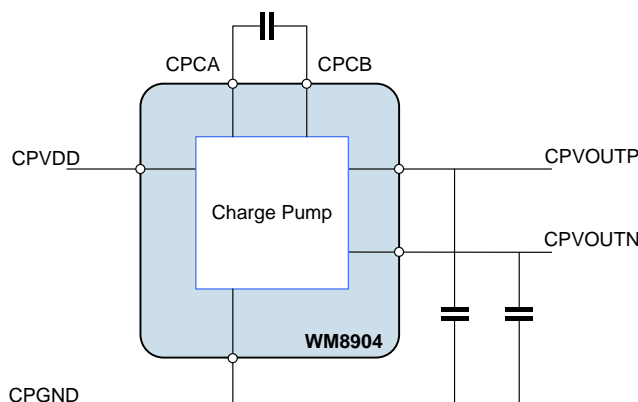 CPCA
CPCB
CPVDD
CPVOUTP
Charge Pump
CPVOUTN
WM8904
CPGND